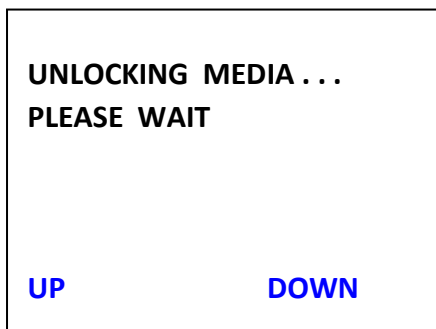 UNLOCKING MEDIA . . .
PLEASE WAIT
UP DOWN